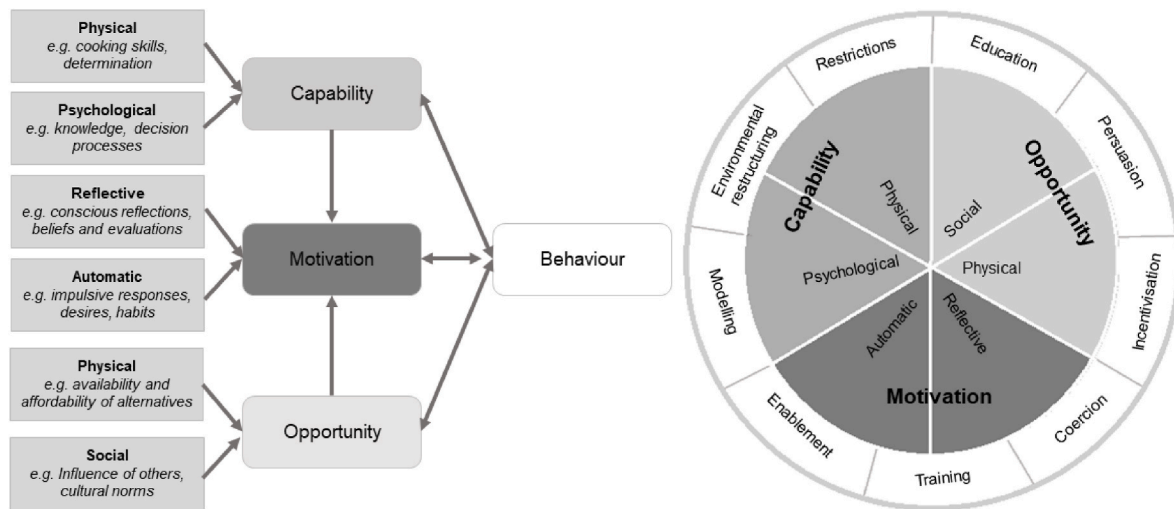 Physical
e.g. cooking skills,
determination
Psychological
e.g. knowledge, decision
processes
Reflective
e.g. conscious reflections,
beliefs and evaluations
Automatic
e.g. impulsive responses,
desires, habits
Physical
e.g. availability and
affordability of alternatives
Social
e.g. Influence of others,
cultural norms
Capability
Motivation
Opportunity
Behaviour
Restrictions
Education
Persuasion
Incentivisation
Coercion
Training
Enablement
Modelling
Environmental
restructuring
Capability
Physical
Psychological
Opportunity
Social
Physical
Motivation
Automatic
Reflective